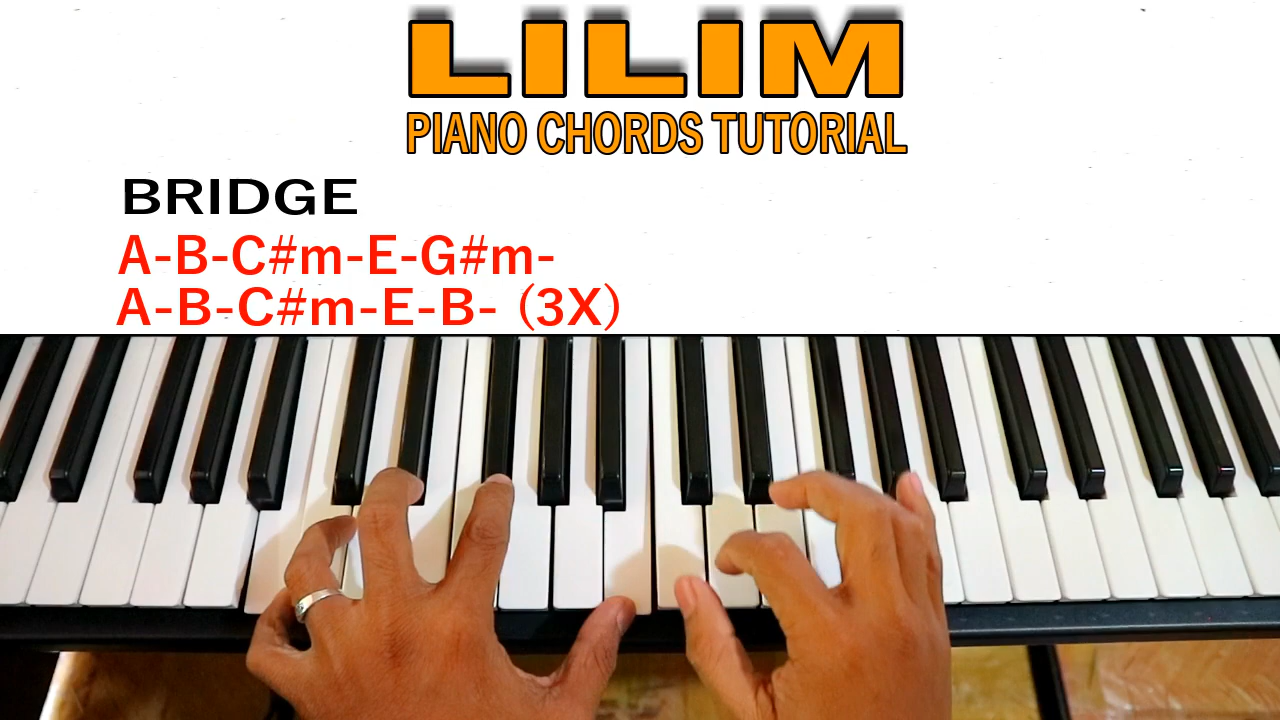 LILIM
PIANO CHORDS TUTORIAL
BRIDGE
A-B-C#m-E-G#m-
A-B-C#m-E-B- (3X)